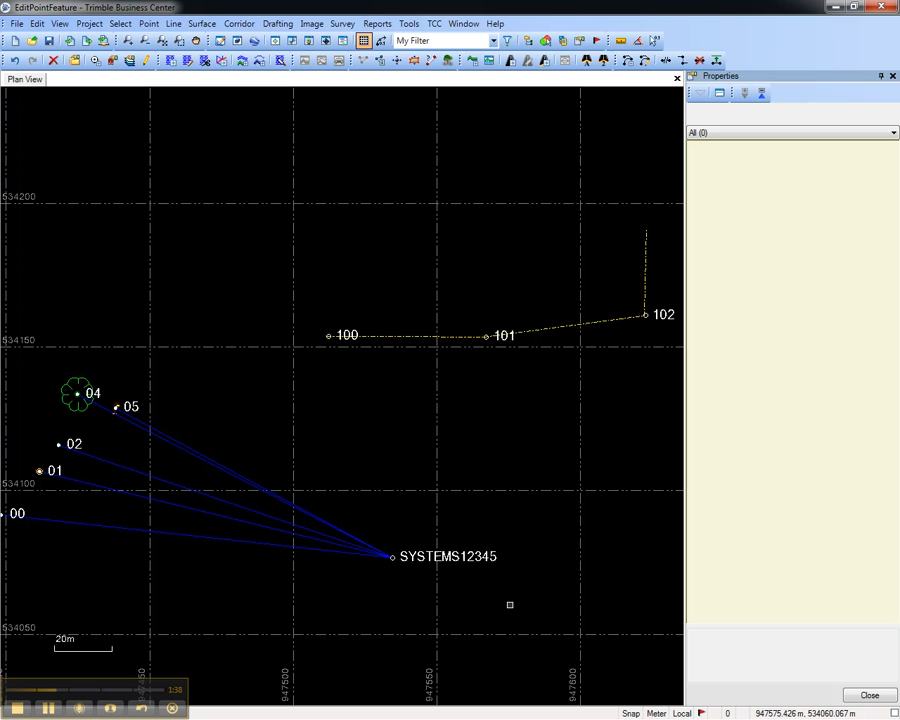 EditPointFeature - Trimble Business Center
File Edit View Project Select Point Line Surface Corridor Drafting Image Survey Reports Tools TCC Window Help
My Filter
Plan View
Properties
All (0)
534200
102
100
101
534150
04
05
02
01
534100
00
SYSTEMS12345
534050
20m
947500
947550
947600
1:38
Close
Snap Meter Local 0 947575.426 m, 534060.067 m